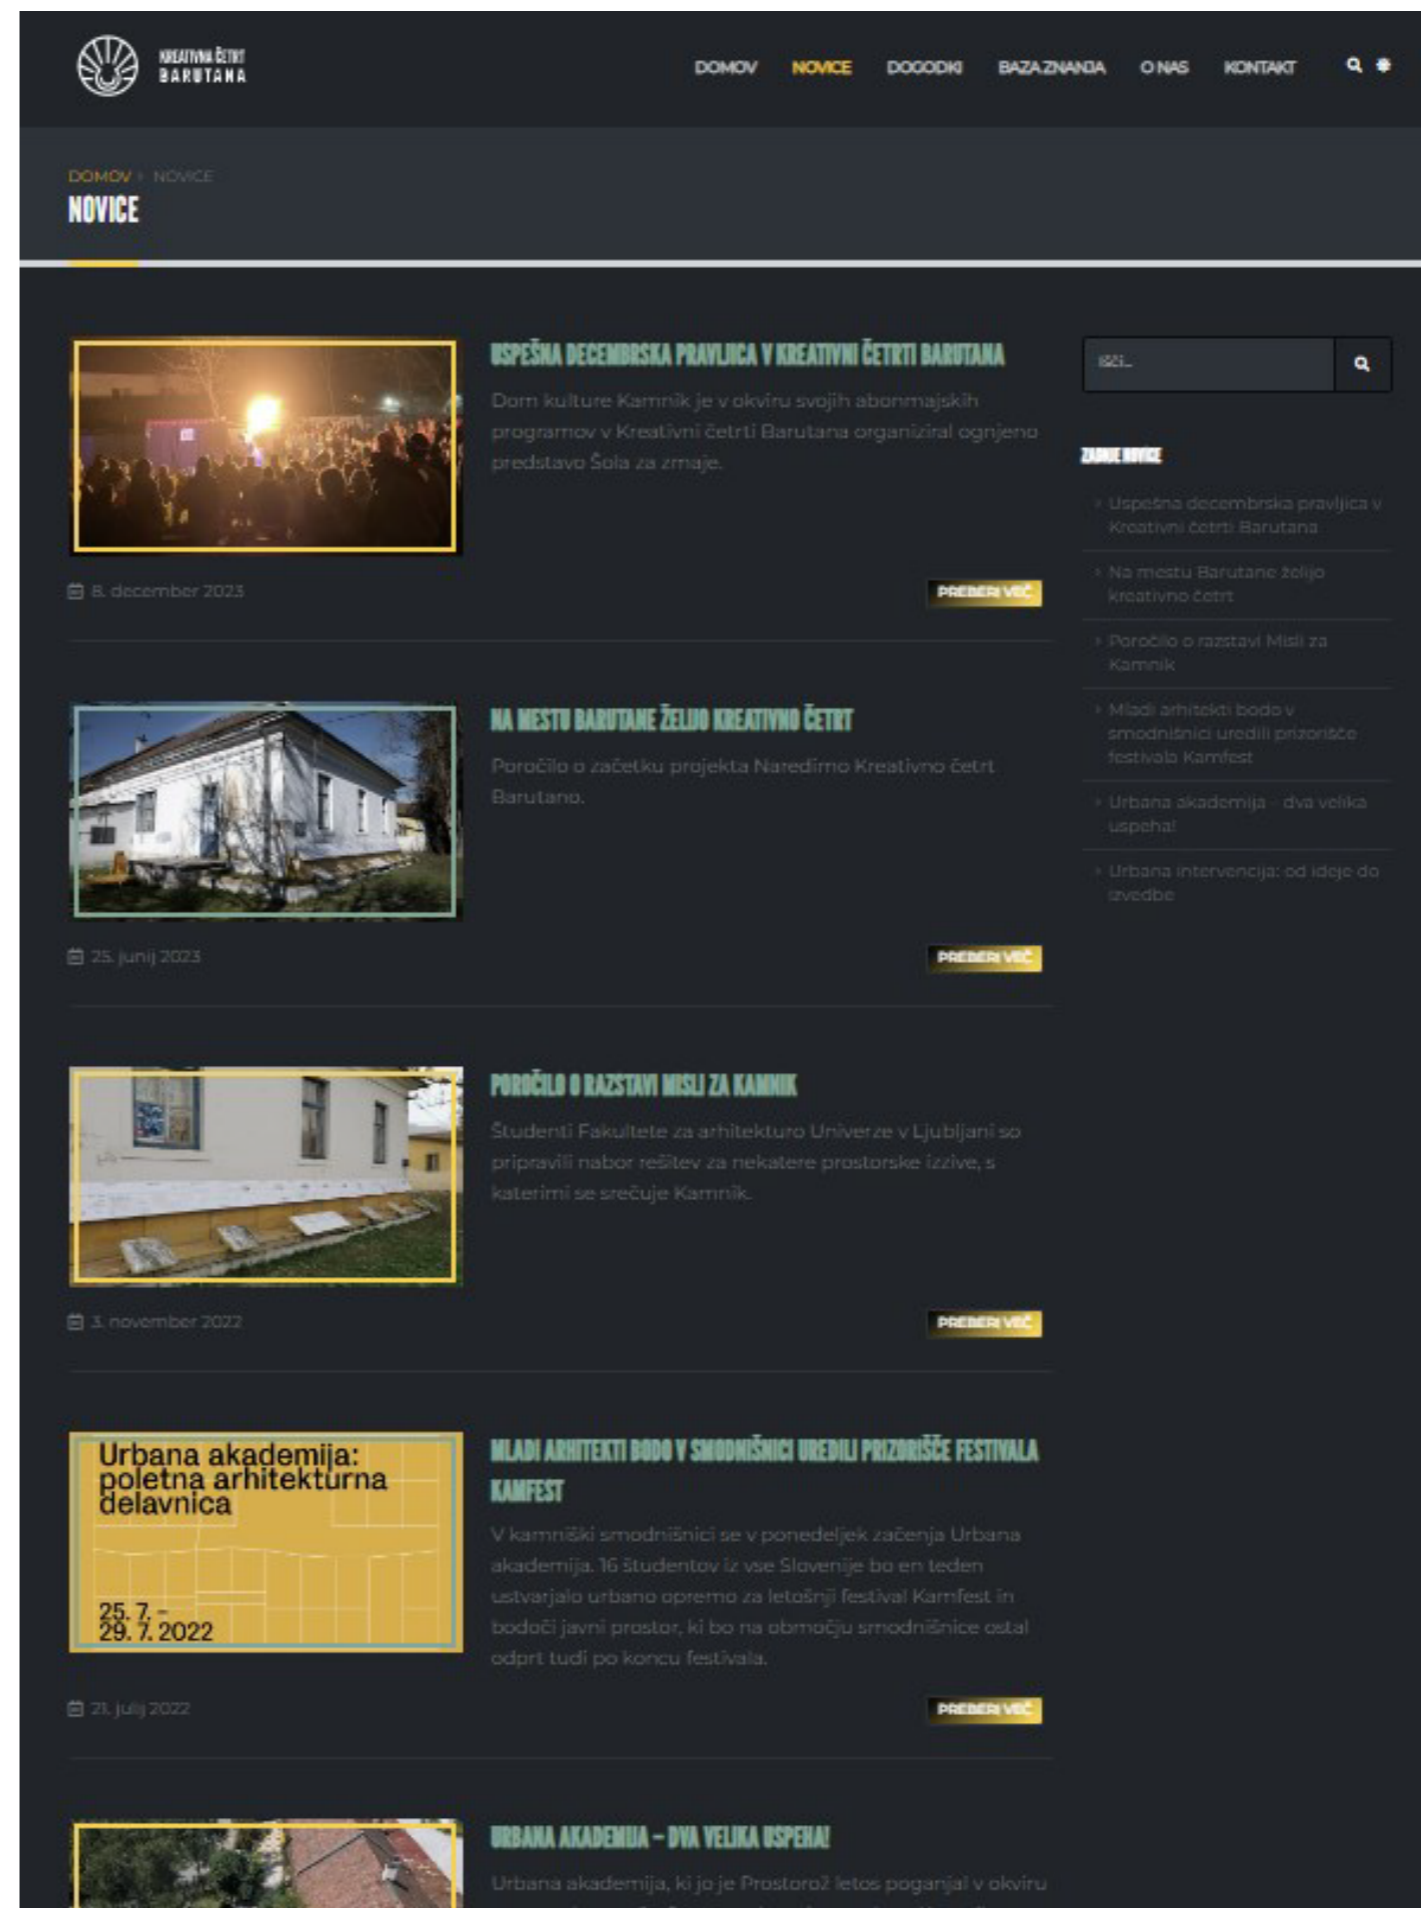 KREATIVNA ČETRT
BARUTANA
DOMOV NOVICE DOGODKI BAZA ZNANJA O NAS KONTAKT
DOMOV NOVICE
NOVICE
USPEŠNA DECEMBRSKA PRAVLJICA V KREATIVNI ČETRTI BARUTANA
Dom kulture Kamnik je v okviru svojih abonmajskih
programov v Kreativni četrti Barutana organiziral ognjeno
predstavo Šola za zmaje.
8. december 2023
PREBERI VEČ
NA MESTU BARUTANE ŽELIJO KREATIVNO ČETRT
Poročilo o začetku projekta Naredimo Kreativno četrt
Barutano.
25. junij 2023
PREBERI VEČ
POROČILO O RAZSTAVI MISLI ZA KAMNIK
Študenti Fakultete za arhitekturo Univerze v Ljubljani so
pripravili nabor rešitev za nekatere prostorske izzive, s
katerimi se srečuje Kamnik.
3. november 2022
PREBERI VEČ
Urbana akademija:
poletna arhitekturna
delavnica
25. 7. –
29. 7. 2022
MLADI ARHITEKTI BODO V SMODNIŠNICI UREDILI PRIZORIŠČE FESTIVALA
KAMFEST
V kamniški smodnišnici se v ponedeljek začenja Urbana
akademija. 16 študentov iz vse Slovenije bo en teden
ustvarjalo urbano opremo za letošnji festival Kamfest in
bodoči javni prostor, ki bo na območju smodnišnice ostal
odprt tudi po koncu festivala.
21. julij 2022
PREBERI VEČ
URBANA AKADEMIJA – DVA VELIKA USPEHA!
Urbana akademija, ki jo je Prostorož letos poganjal v okviru
Išči...
ZADNJE NOVICE
Uspešna decembrska pravljica v
Kreativni četrti Barutana
Na mestu Barutane želijo
kreativno četrt
Poročilo o razstavi Misli za
Kamnik
Mladi arhitekti bodo v
smodnišnici uredili prizorišče
festivala Kamfest
Urbana akademija – dva velika
uspeha!
Urbana intervencija: od ideje do
izvedbe